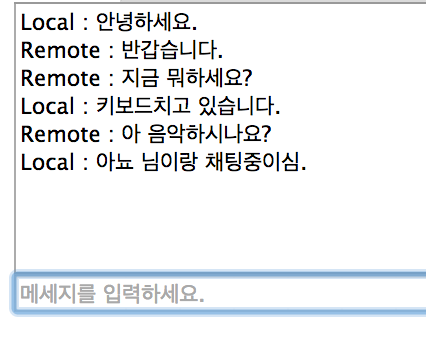 Local : 안녕하세요.
Remote : 반갑습니다.
Remote : 지금 뭐하세요?
Local : 키보드치고 있습니다.
Remote : 아 음악하시나요?
Local : 아뇨 님이랑 채팅중이심.
메세지를 입력하세요.